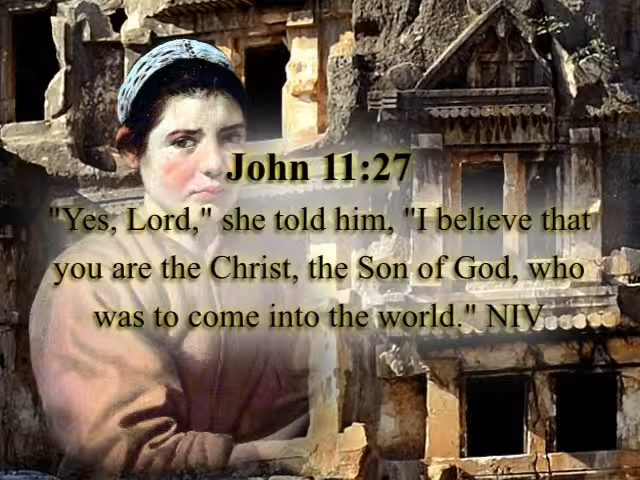 John 11:27
"Yes, Lord," she told him, "I believe that
you are the Christ, the Son of God, who
was to come into the world." NIV